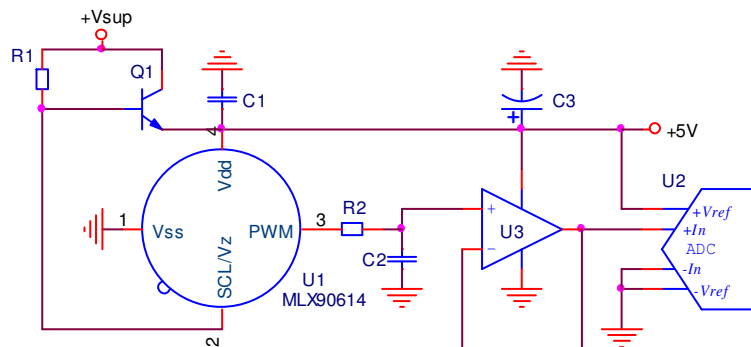 +Vsup
R1
Q1
C1
C3
+5V
4
Vdd
U2
1
Vss
PWM
3
R2
+
−
U3
+Vref
+In
ADC
-In
-Vref
SCL/Vz
C2
U1
MLX90614
2
+